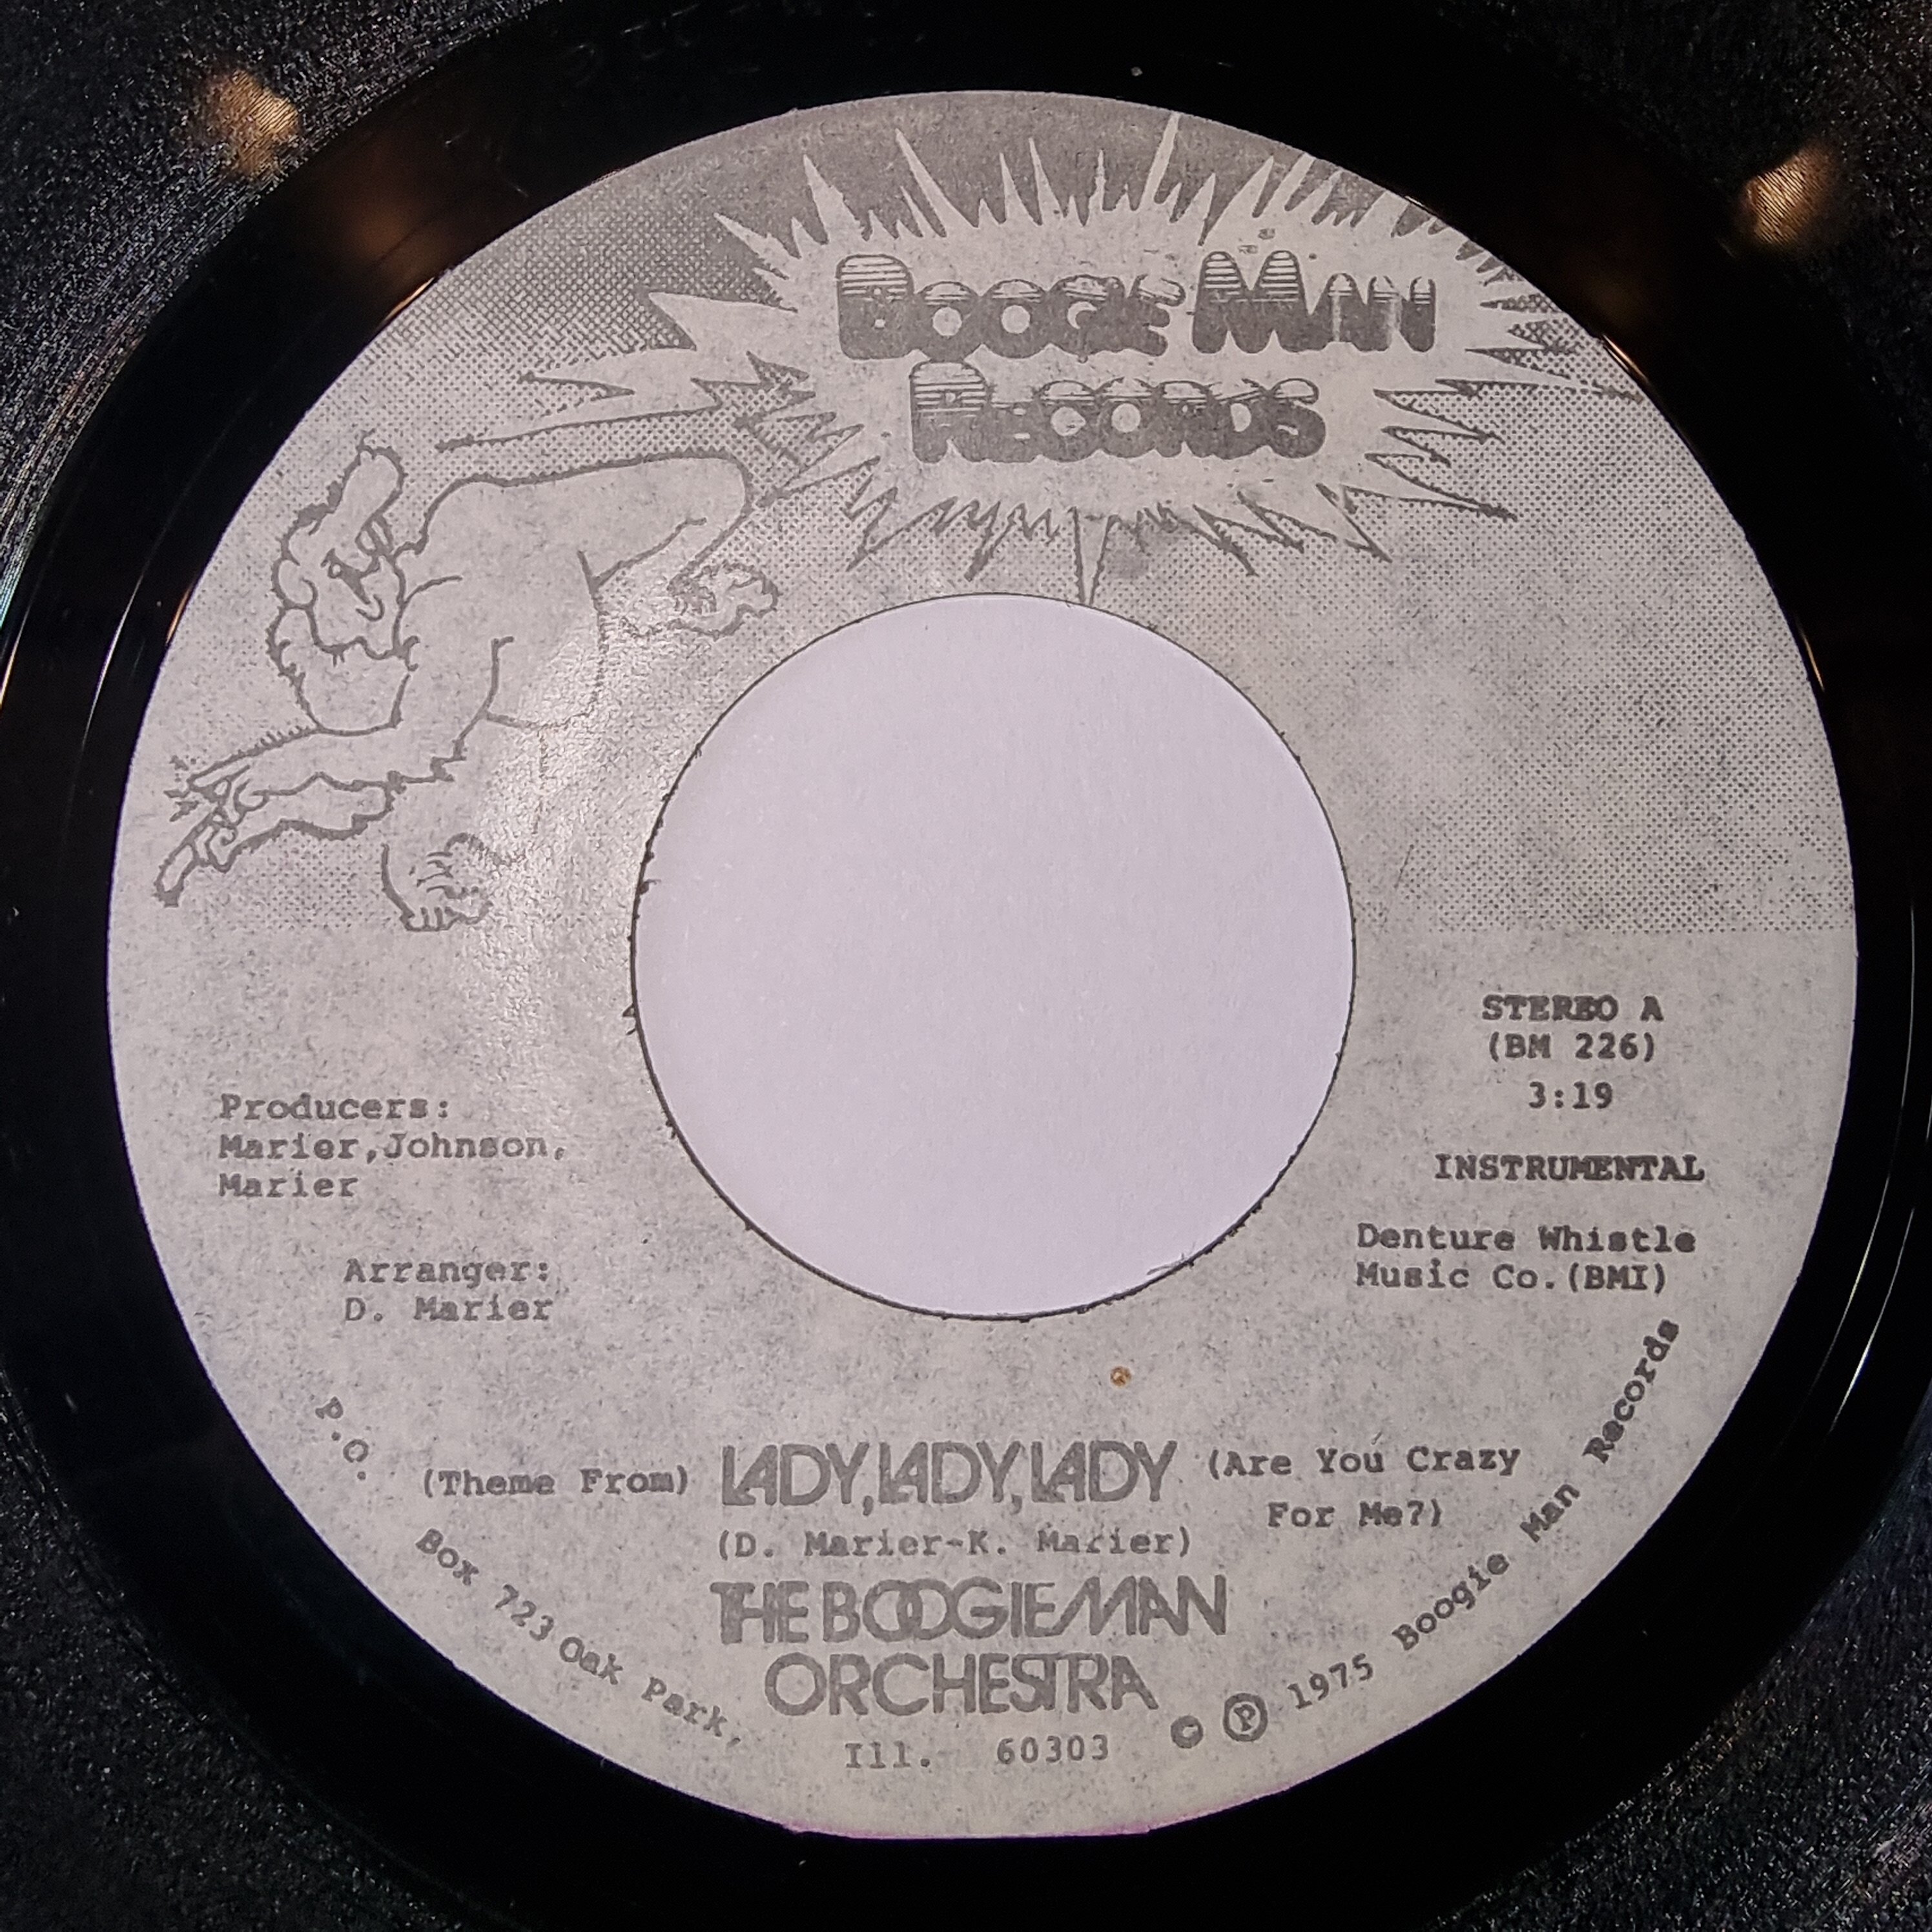 BOOGIE MAN
RECORDS
STEREO A
(BM 226)
3:19
INSTRUMENTAL
Denture Whistle
Music Co.(BMI)
Producers:
Marier,Johnson,
Marier
Arranger:
D. Marier
(Theme From) LADY, LADY, LADY (Are You Crazy
For Me?)
(D. Marier-K. Marier)
THE BOOGIE MAN
ORCHESTRA
P.O. Box 723 Oak Park, Ill. 60303
© ℗ 1975 Boogie Man Records